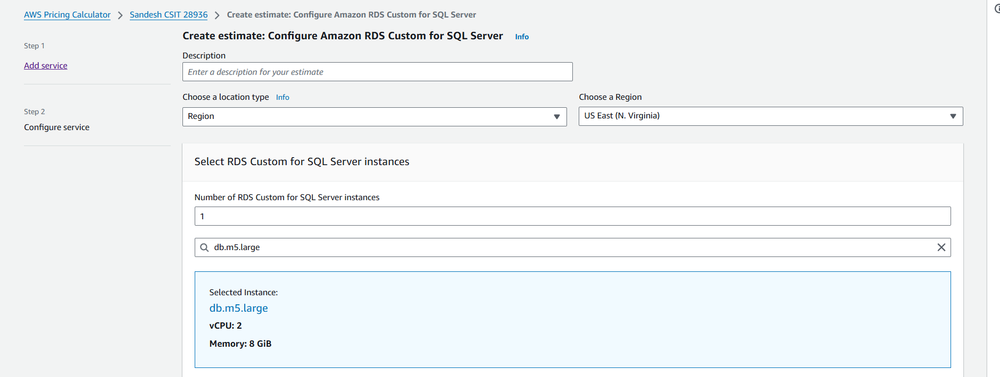 AWS Pricing Calculator > Sandesh CSIT 28936 > Create estimate: Configure Amazon RDS Custom for SQL Server
Step 1
Add service
Step 2
Configure service
Create estimate: Configure Amazon RDS Custom for SQL Server Info
Description
Enter a description for your estimate
Choose a location type Info
Region
Choose a Region
US East (N. Virginia)
Select RDS Custom for SQL Server instances
Number of RDS Custom for SQL Server instances
1
db.m5.large
Selected Instance:
db.m5.large
vCPU: 2
Memory: 8 GiB